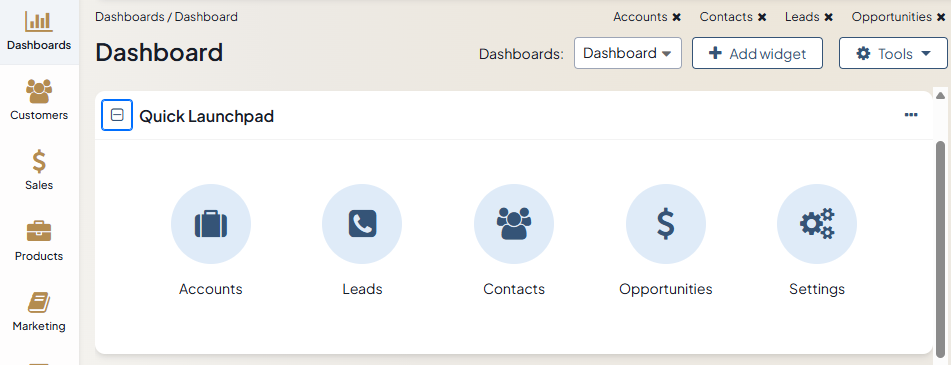 Dashboards / Dashboard
Accounts ✖ Contacts ✖ Leads ✖ Opportunities ✖
Dashboard
Dashboards: Dashboard
Add widget
Tools
Dashboards
Customers
Sales
Products
Marketing
Quick Launchpad
Accounts
Leads
Contacts
Opportunities
Settings